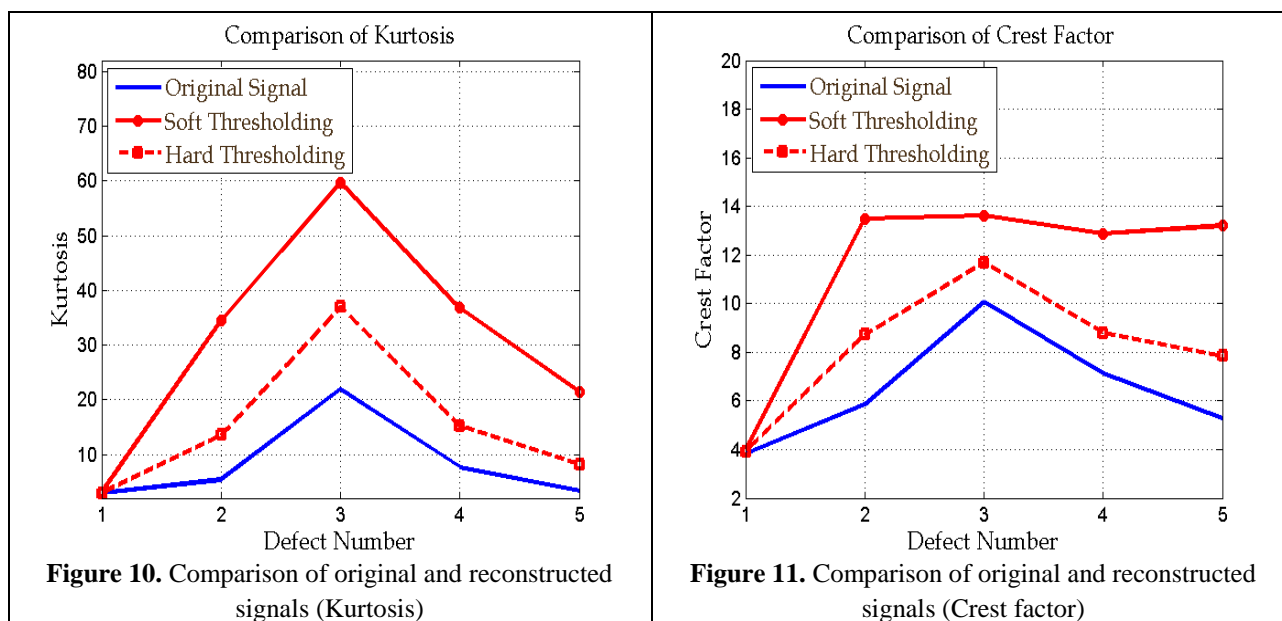 Comparison of Kurtosis
Original Signal
Soft Thresholding
Hard Thresholding
Kurtosis
80
70
60
50
40
30
20
10
1 2 3 4 5
Defect Number
Figure 10. Comparison of original and reconstructed
signals (Kurtosis)
Comparison of Crest Factor
Original Signal
Soft Thresholding
Hard Thresholding
Crest Factor
20
18
16
14
12
10
8
6
4
2
1 2 3 4 5
Defect Number
Figure 11. Comparison of original and reconstructed
signals (Crest factor)